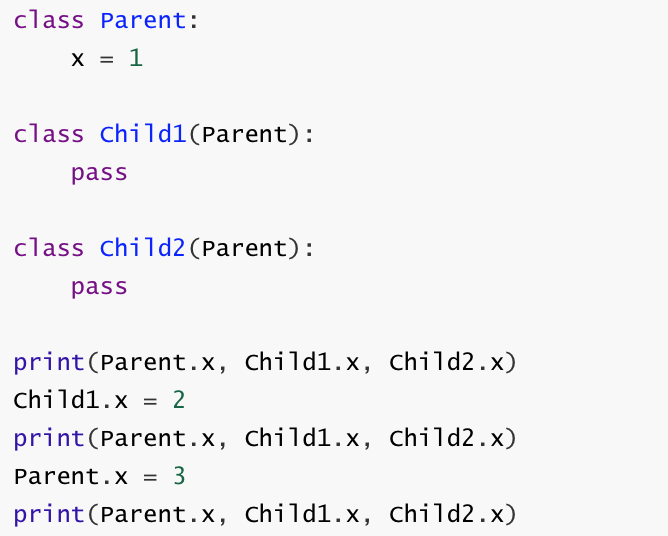 class Parent:
    x = 1
class Child1(Parent):
    pass
class Child2(Parent):
    pass
print(Parent.x, Child1.x, Child2.x)
Child1.x = 2
print(Parent.x, Child1.x, Child2.x)
Parent.x = 3
print(Parent.x, Child1.x, Child2.x)